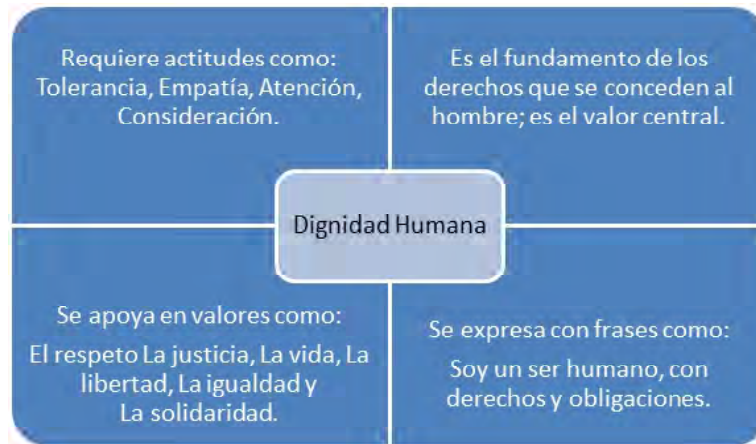 Requiere actitudes como:
Tolerancia, Empatía, Atención,
Consideración.
Es el fundamento de los
derechos que se conceden al
hombre; es el valor central.
Dignidad Humana
Se apoya en valores como:
El respeto La justicia, La vida, La
libertad, La igualdad y
La solidaridad.
Se expresa con frases como:
Soy un ser humano, con
derechos y obligaciones.